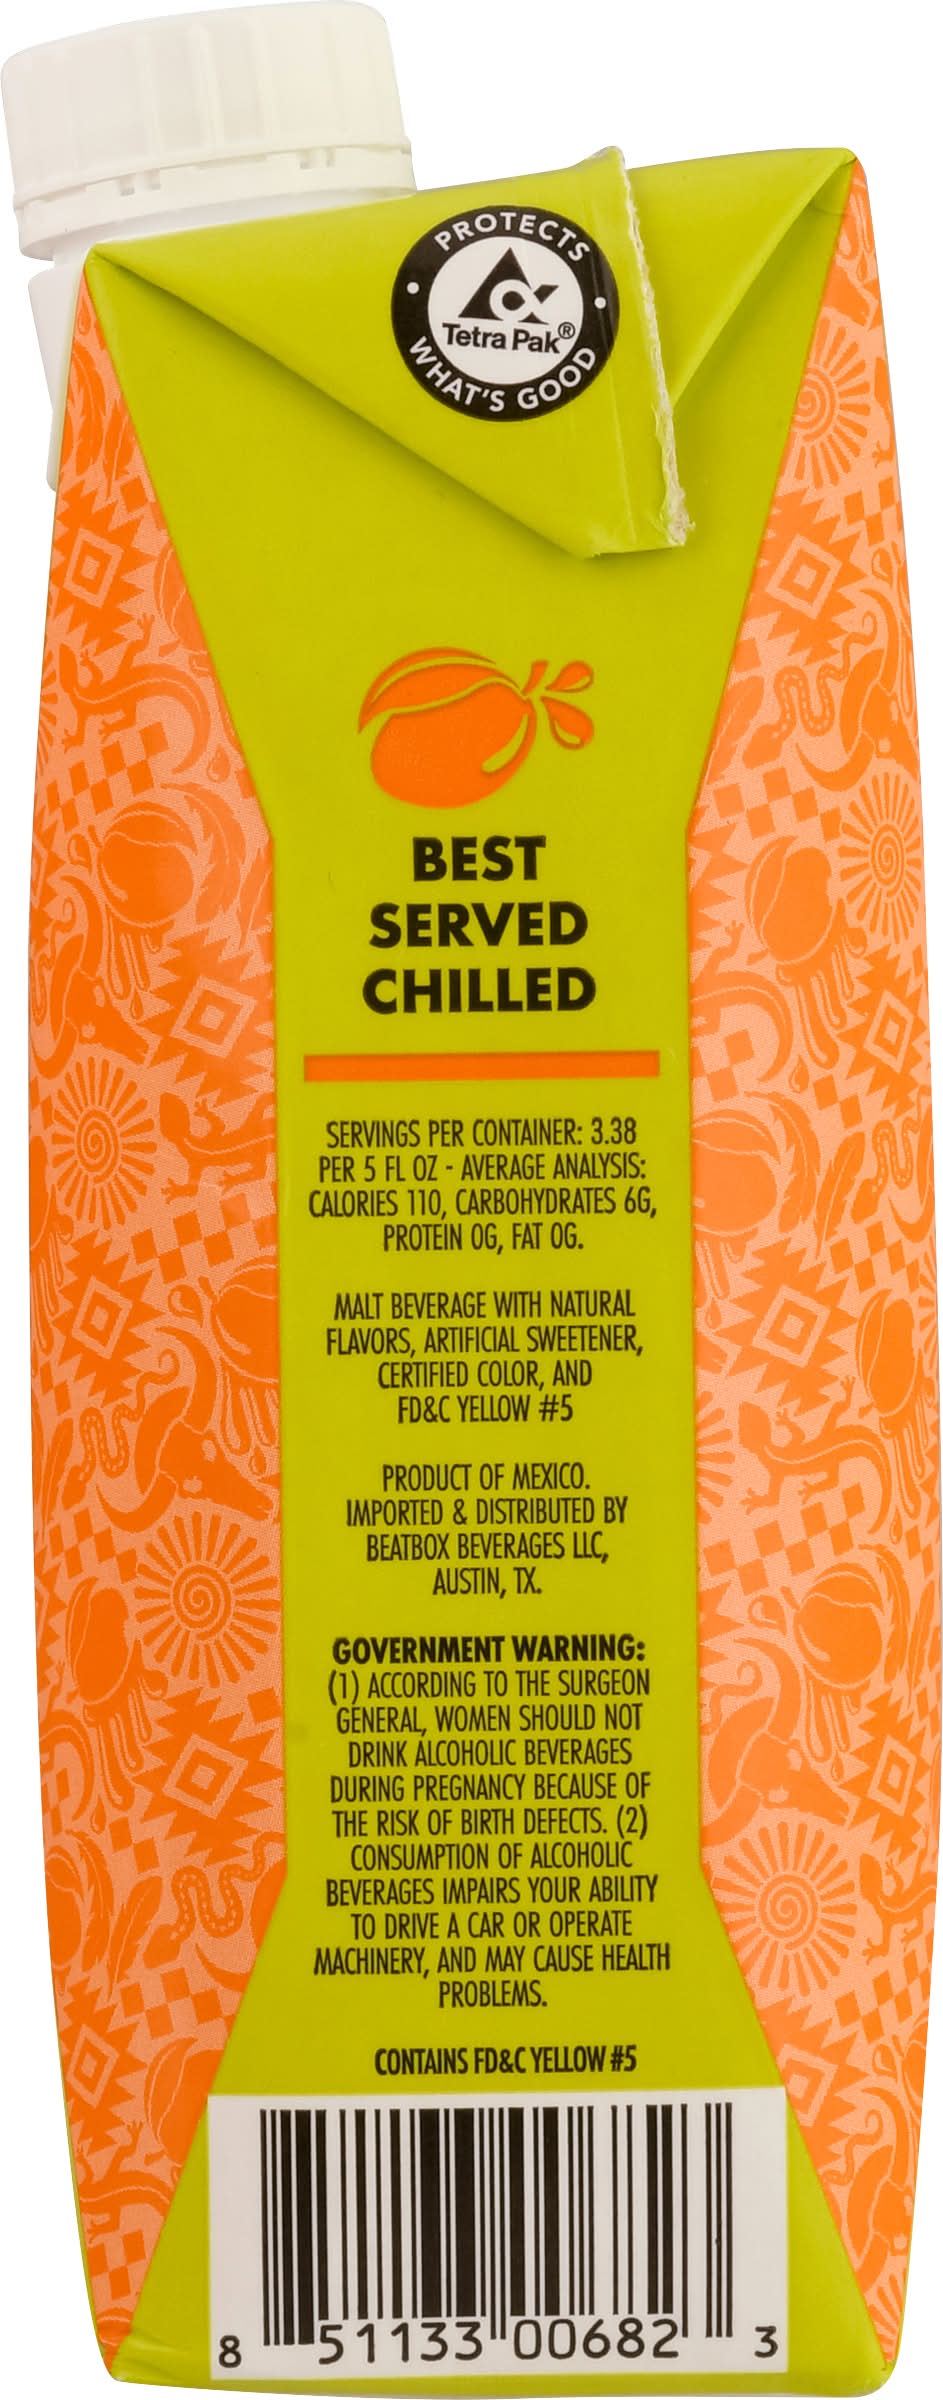 PROTECTS
Tetra Pak®
WHAT'S GOOD
BEST
SERVED
CHILLED
SERVINGS PER CONTAINER: 3.38
PER 5 FL OZ - AVERAGE ANALYSIS:
CALORIES 110, CARBOHYDRATES 6G,
PROTEIN 0G, FAT 0G.
MALT BEVERAGE WITH NATURAL
FLAVORS, ARTIFICIAL SWEETENER,
CERTIFIED COLOR, AND
FD&C YELLOW #5
PRODUCT OF MEXICO.
IMPORTED & DISTRIBUTED BY
BEATBOX BEVERAGES LLC,
AUSTIN, TX.
GOVERNMENT WARNING:
(1) ACCORDING TO THE SURGEON
GENERAL, WOMEN SHOULD NOT
DRINK ALCOHOLIC BEVERAGES
DURING PREGNANCY BECAUSE OF
THE RISK OF BIRTH DEFECTS. (2)
CONSUMPTION OF ALCOHOLIC
BEVERAGES IMPAIRS YOUR ABILITY
TO DRIVE A CAR OR OPERATE
MACHINERY, AND MAY CAUSE HEALTH
PROBLEMS.
CONTAINS FD&C YELLOW #5
8 51133 00682 3